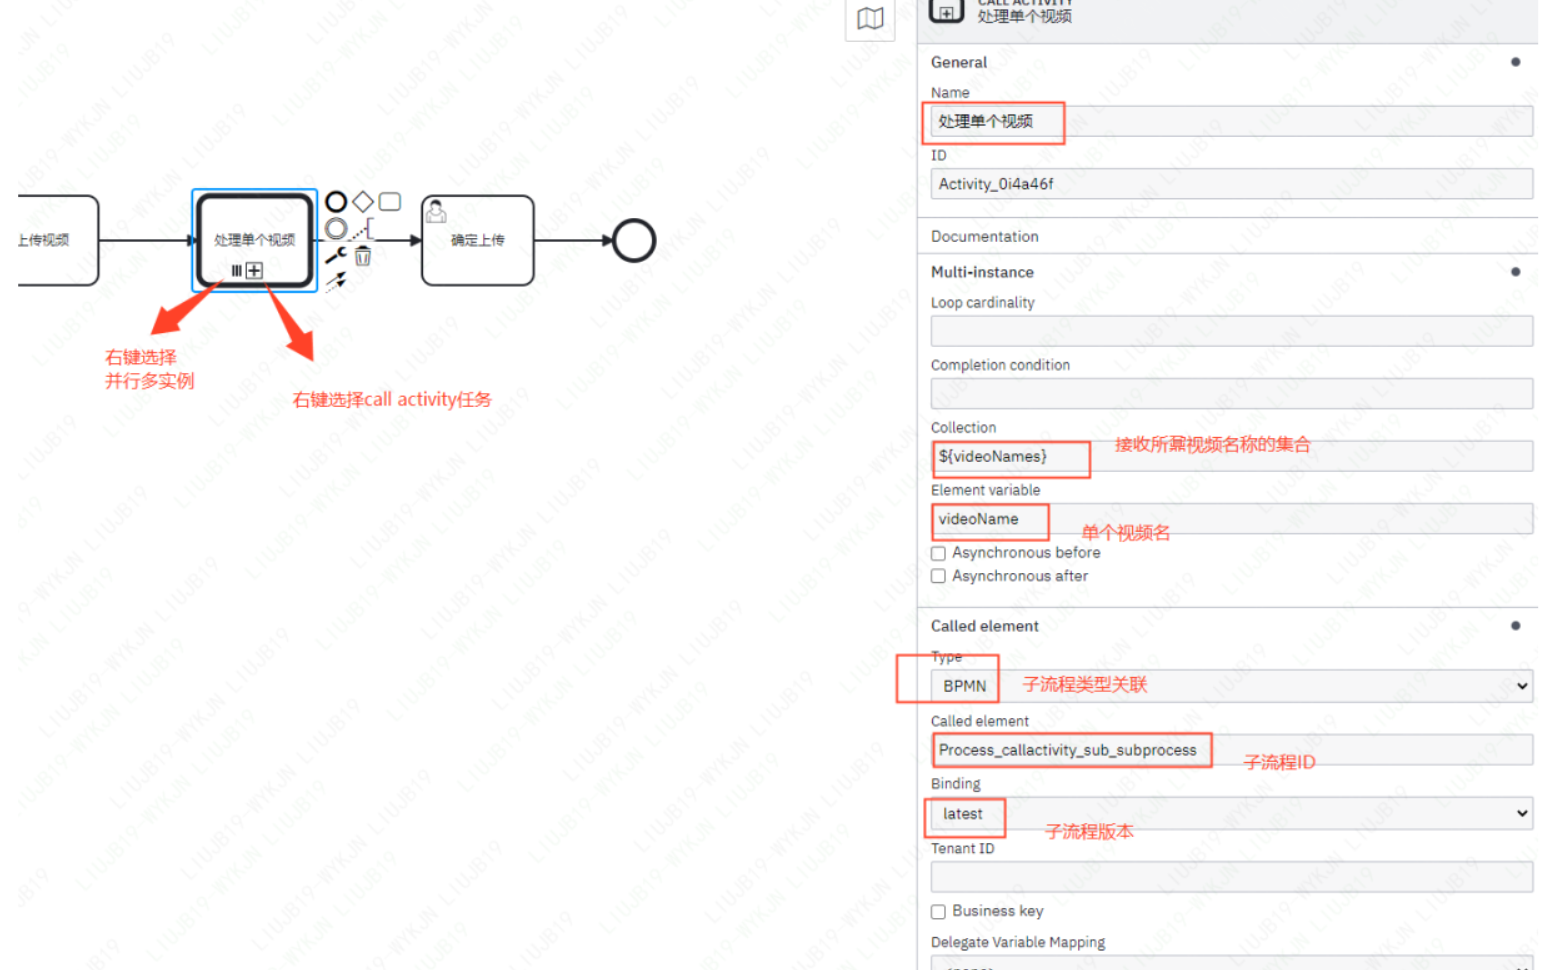 CALL ACTIVITY
处理单个视频
General
Name
处理单个视频
ID
Activity_0i4a46f
Documentation
Multi-instance
Loop cardinality
Completion condition
Collection
${videoNames}
接收所需视频名称的集合
Element variable
videoName
单个视频名
Asynchronous before
Asynchronous after
Called element
Type
BPMN
子流程类型关联
Called element
Process_callactivity_sub_subprocess
子流程ID
Binding
latest
子流程版本
Tenant ID
Business key
Delegate Variable Mapping
上传视频
处理单个视频
确定上传
右键选择
并行多实例
右键选择call activity任务
LIUJB19-WYKJN